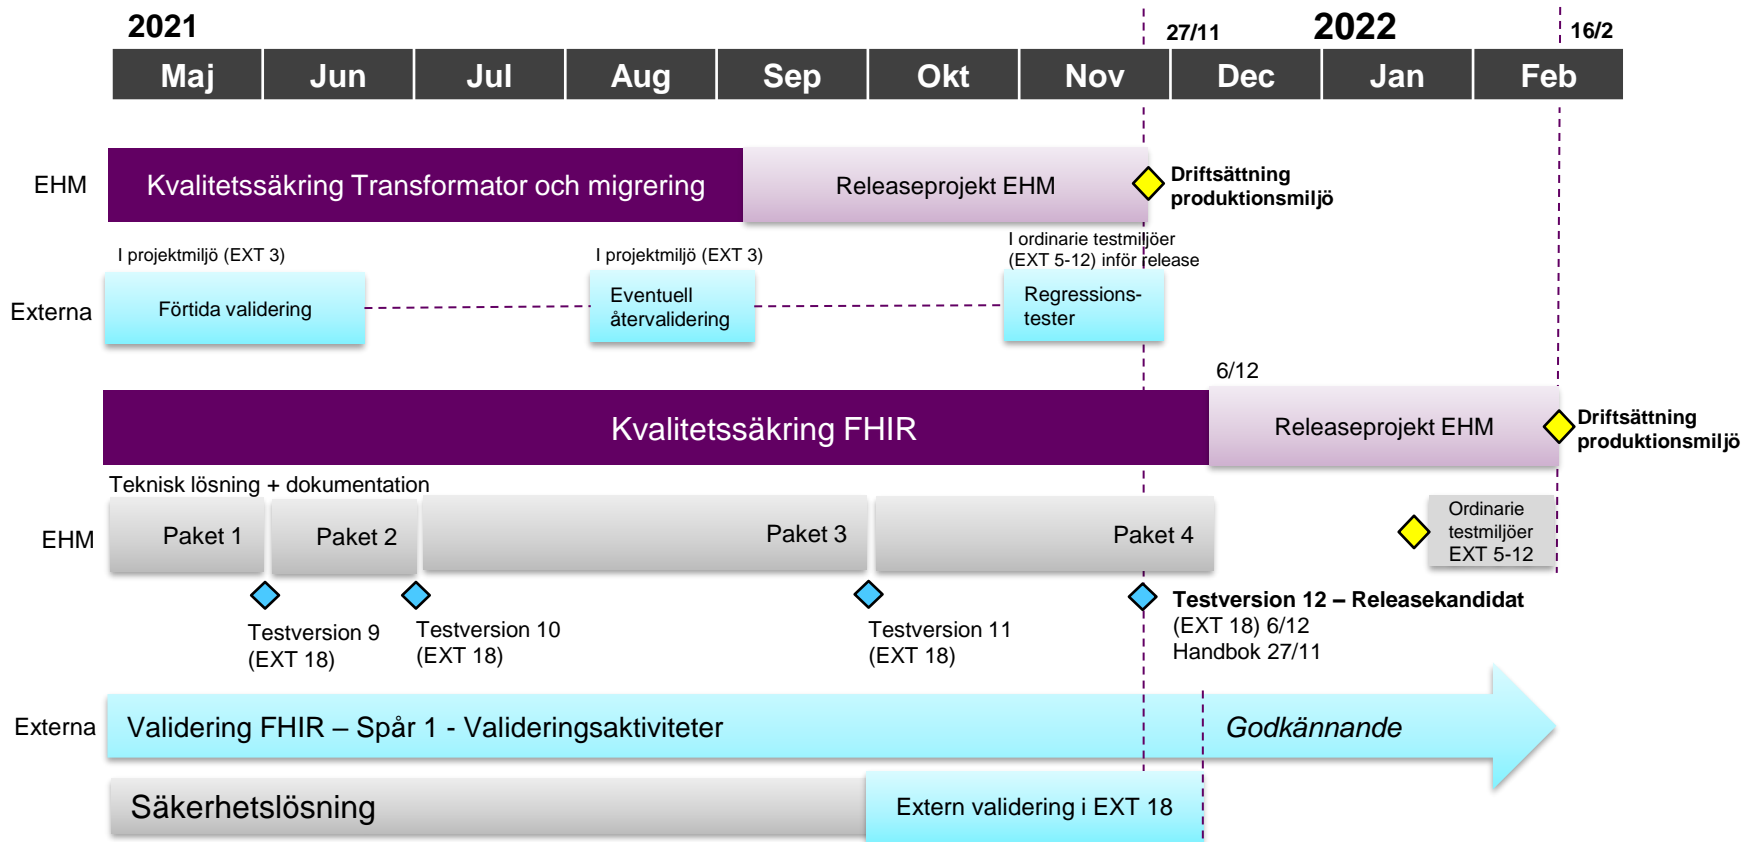 2021
27/11
2022
16/2
Maj
Jun
Jul
Aug
Sep
Okt
Nov
Dec
Jan
Feb
EHM
Kvalitetssäkring Transformator och migrering
Releaseprojekt EHM
Driftsättning
produktionsmiljö
I projektmiljö (EXT 3)
I projektmiljö (EXT 3)
I ordinarie testmiljöer
(EXT 5-12) inför release
Externa
Förtida validering
Eventuell
återvalidering
Regressions-
tester
6/12
Kvalitetssäkring FHIR
Releaseprojekt EHM
Driftsättning
produktionsmiljö
Teknisk lösning + dokumentation
EHM
Paket 1
Paket 2
Paket 3
Paket 4
Ordinarie
testmiljöer
EXT 5-12
Testversion 9
(EXT 18)
Testversion 10
(EXT 18)
Testversion 11
(EXT 18)
Testversion 12 – Releasekandidat
(EXT 18) 6/12
Handbok 27/11
Externa
Validering FHIR – Spår 1 - Valideringsaktiviteter
Godkännande
Säkerhetslösning
Extern validering i EXT 18